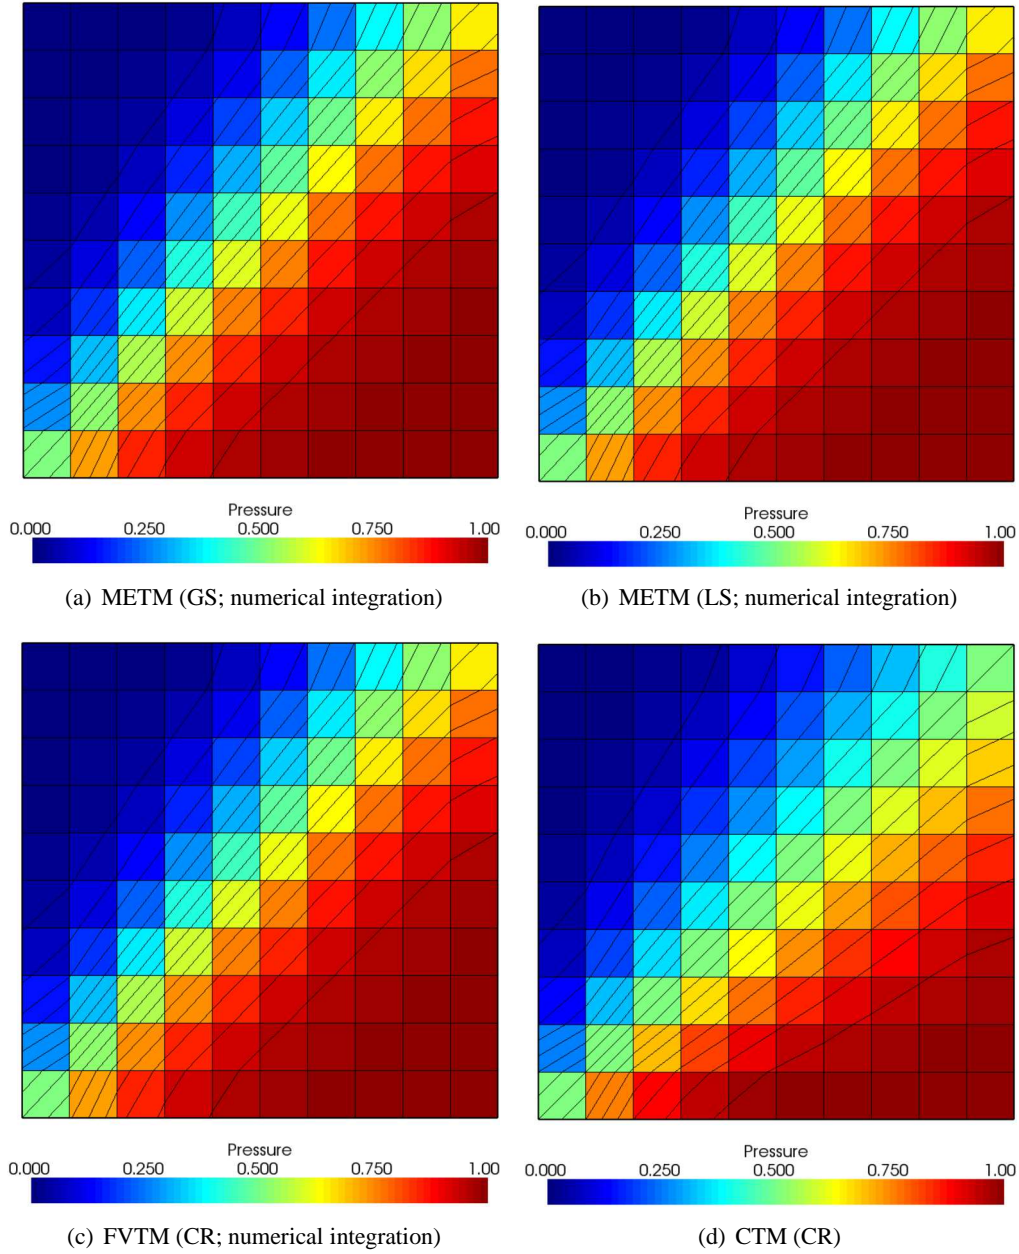 Pressure
0.000 0.250 0.500 0.750 1.00
Pressure
0.000 0.250 0.500 0.750 1.00
(a) METM (GS; numerical integration)
(b) METM (LS; numerical integration)
Pressure
0.000 0.250 0.500 0.750 1.00
Pressure
0.000 0.250 0.500 0.750 1.00
(c) FVTM (CR; numerical integration)
(d) CTM (CR)